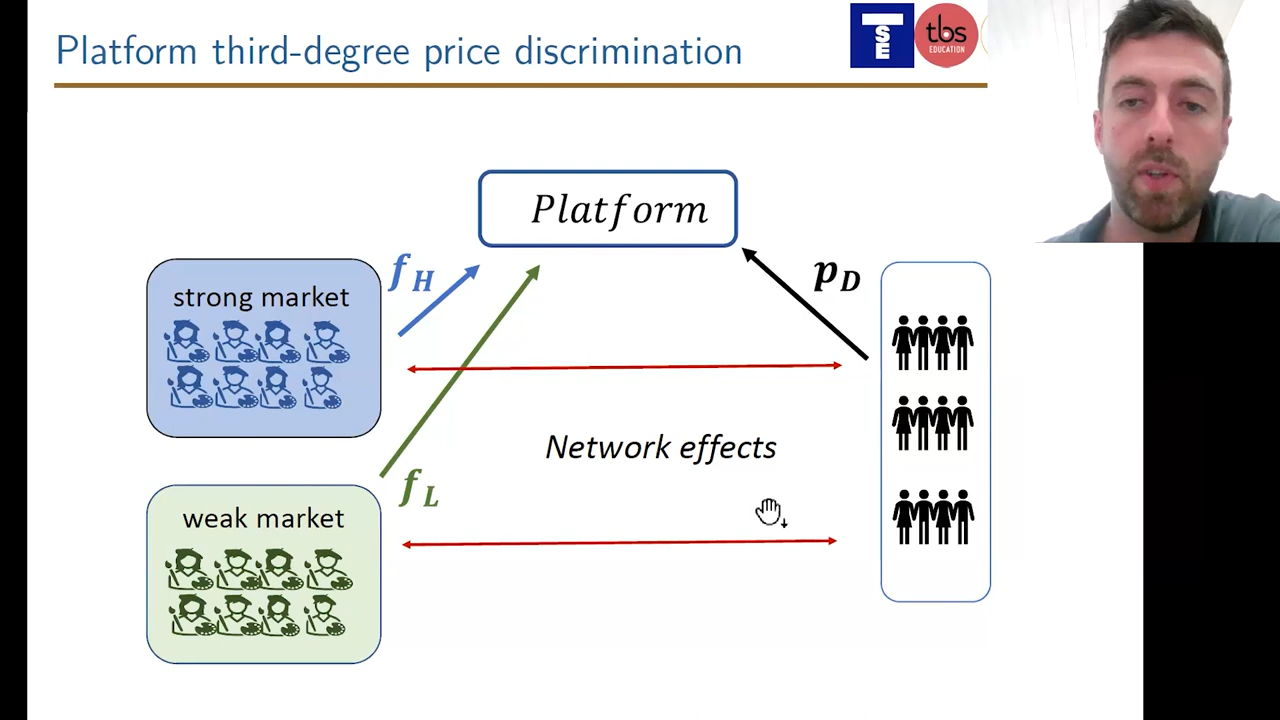 Platform third-degree price discrimination
TSE
tbs
EDUCATION
Platform
f_H
p_D
strong market
Network effects
f_L
weak market